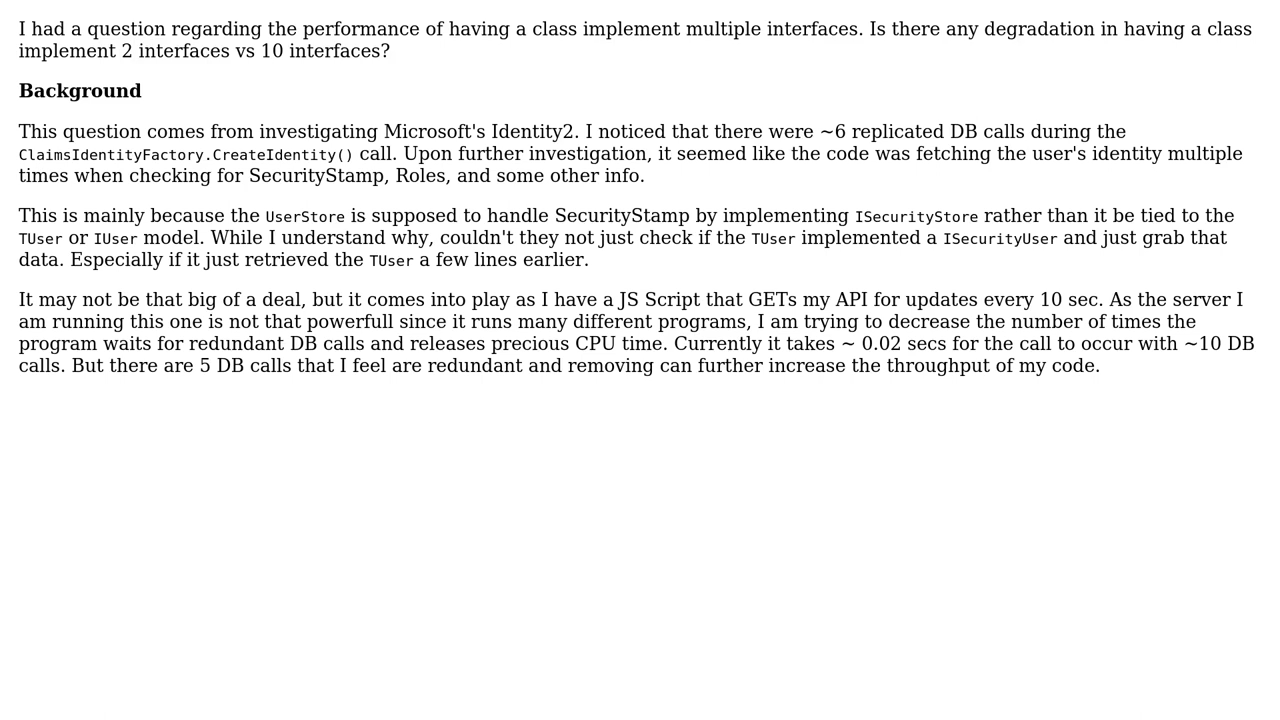 I had a question regarding the performance of having a class implement multiple interfaces. Is there any degradation in having a class
implement 2 interfaces vs 10 interfaces?
Background
This question comes from investigating Microsoft's Identity2. I noticed that there were ~6 replicated DB calls during the
ClaimsIdentityFactory.CreateIdentity() call. Upon further investigation, it seemed like the code was fetching the user's identity multiple
times when checking for SecurityStamp, Roles, and some other info.
This is mainly because the UserStore is supposed to handle SecurityStamp by implementing ISecurityStore rather than it be tied to the
TUser or IUser model. While I understand why, couldn't they not just check if the TUser implemented a ISecurityUser and just grab that
data. Especially if it just retrieved the TUser a few lines earlier.
It may not be that big of a deal, but it comes into play as I have a JS Script that GETs my API for updates every 10 sec. As the server I
am running this one is not that powerfull since it runs many different programs, I am trying to decrease the number of times the
program waits for redundant DB calls and releases precious CPU time. Currently it takes ~ 0.02 secs for the call to occur with ~10 DB
calls. But there are 5 DB calls that I feel are redundant and removing can further increase the throughput of my code.